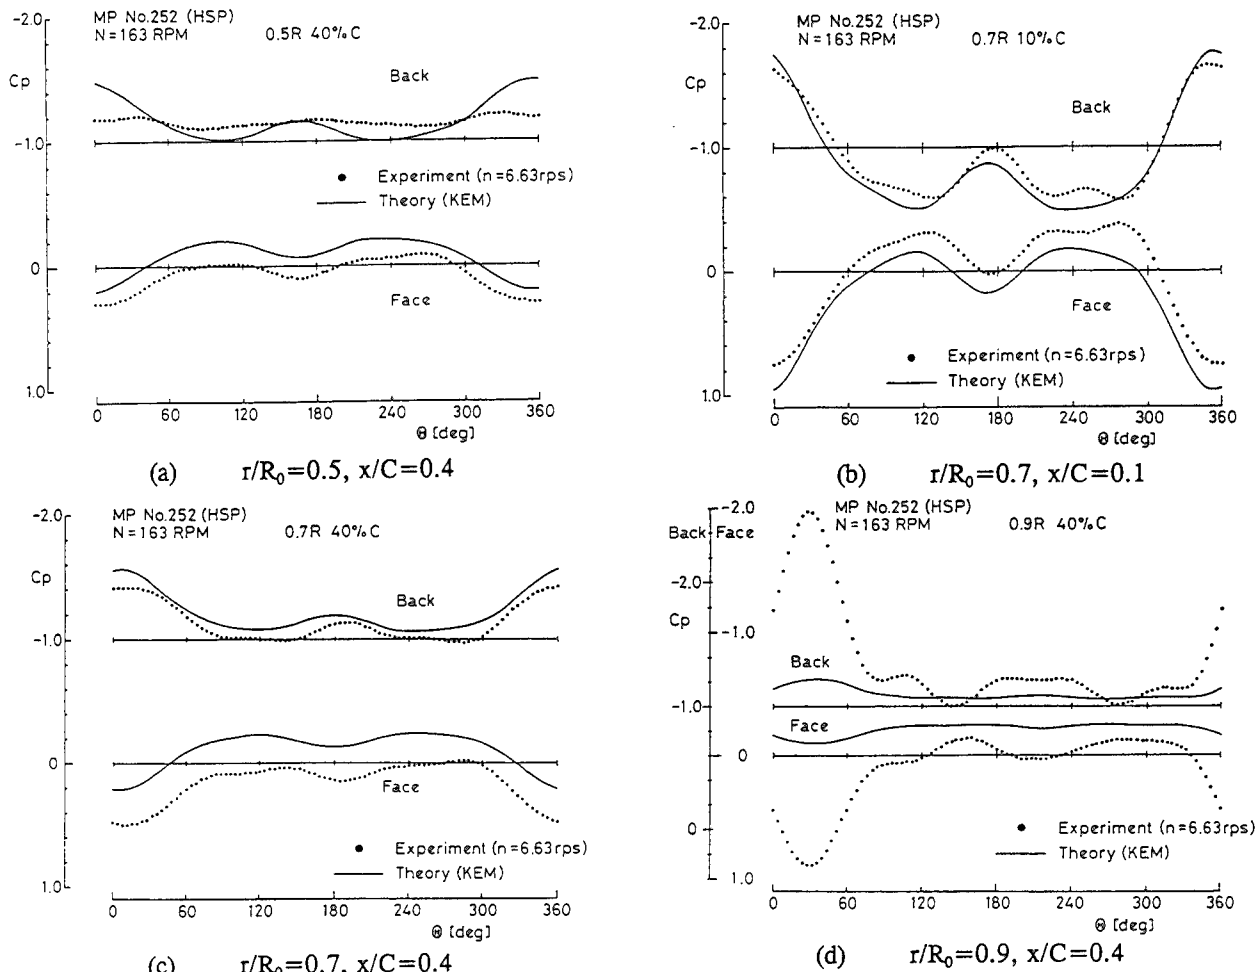 MP No.252 (HSP)
N = 163 RPM 0.5R 40%C
-2.0
Cp
Back
-1.0
Experiment (n=6.63rps)
Theory (KEM)
0
Face
1.0
0 60 120 180 240 300 360
Θ [deg]
(a) r/R₀=0.5, x/C=0.4
MP No.252 (HSP)
N = 163 RPM 0.7R 10%C
-2.0
Cp
Back
-1.0
0
Face
Experiment (n=6.63rps)
Theory (KEM)
1.0
0 60 120 180 240 300 360
Θ [deg]
(b) r/R₀=0.7, x/C=0.1
MP No.252 (HSP)
N = 163 RPM 0.7R 40%C
-2.0
Cp
Back
-1.0
0
Face
Experiment (n=6.63rps)
Theory (KEM)
1.0
0 60 120 180 240 300 360
Θ [deg]
(c) r/R₀=0.7, x/C=0.4
MP No.252 (HSP)
N = 163 RPM 0.9R 40%C
Back Face
-2.0
-2.0
Cp
-1.0
Back
-1.0
Face
0
0
Experiment (n=6.63rps)
Theory (KEM)
1.0
0 60 120 180 240 300 360
Θ [deg]
(d) r/R₀=0.9, x/C=0.4